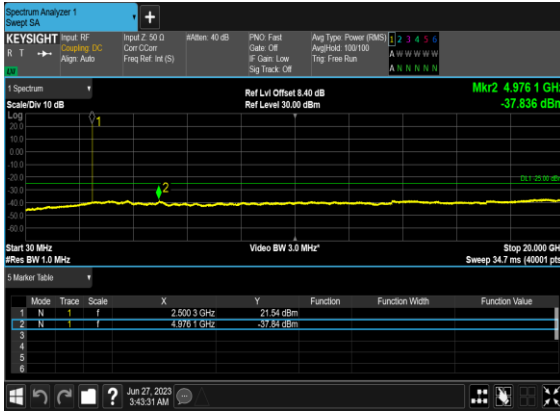 Spectrum Analyzer 1
Swept SA
+
KEYSIGHT Input: RF Input Z: 50 Ω #Atten: 40 dB PNO: Fast Avg Type: Power (RMS) 1 2 3 4 5 6
R T Coupling: DC Corr CCorr Gate: Off Avg|Hold: 100/100 A W W W W W
Align: Auto Freq Ref: Int (S) IF Gain: Low Trig: Free Run
LXI Sig Track: Off A N N N N N
1 Spectrum Ref Lvl Offset 8.40 dB Mkr2 4.976 1 GHz
Scale/Div 10 dB Ref Level 30.00 dBm -37.836 dBm
Log
20.0
10.0
0.00
-10.0
-20.0
-30.0
-40.0
-50.0
-60.0
1
2
Start 30 MHz Video BW 3.0 MHz* Stop 20.000 GH
#Res BW 1.0 MHz Sweep 34.7 ms (40001 pts
5 Marker Table
Mode Trace Scale X Y Function Function Width Function Value
1 N 1 f 2.500 3 GHz 21.54 dBm
2 N 1 f 4.976 1 GHz -37.84 dBm
3
4
5
6
? Jun 27, 2023
3:43:31 AM